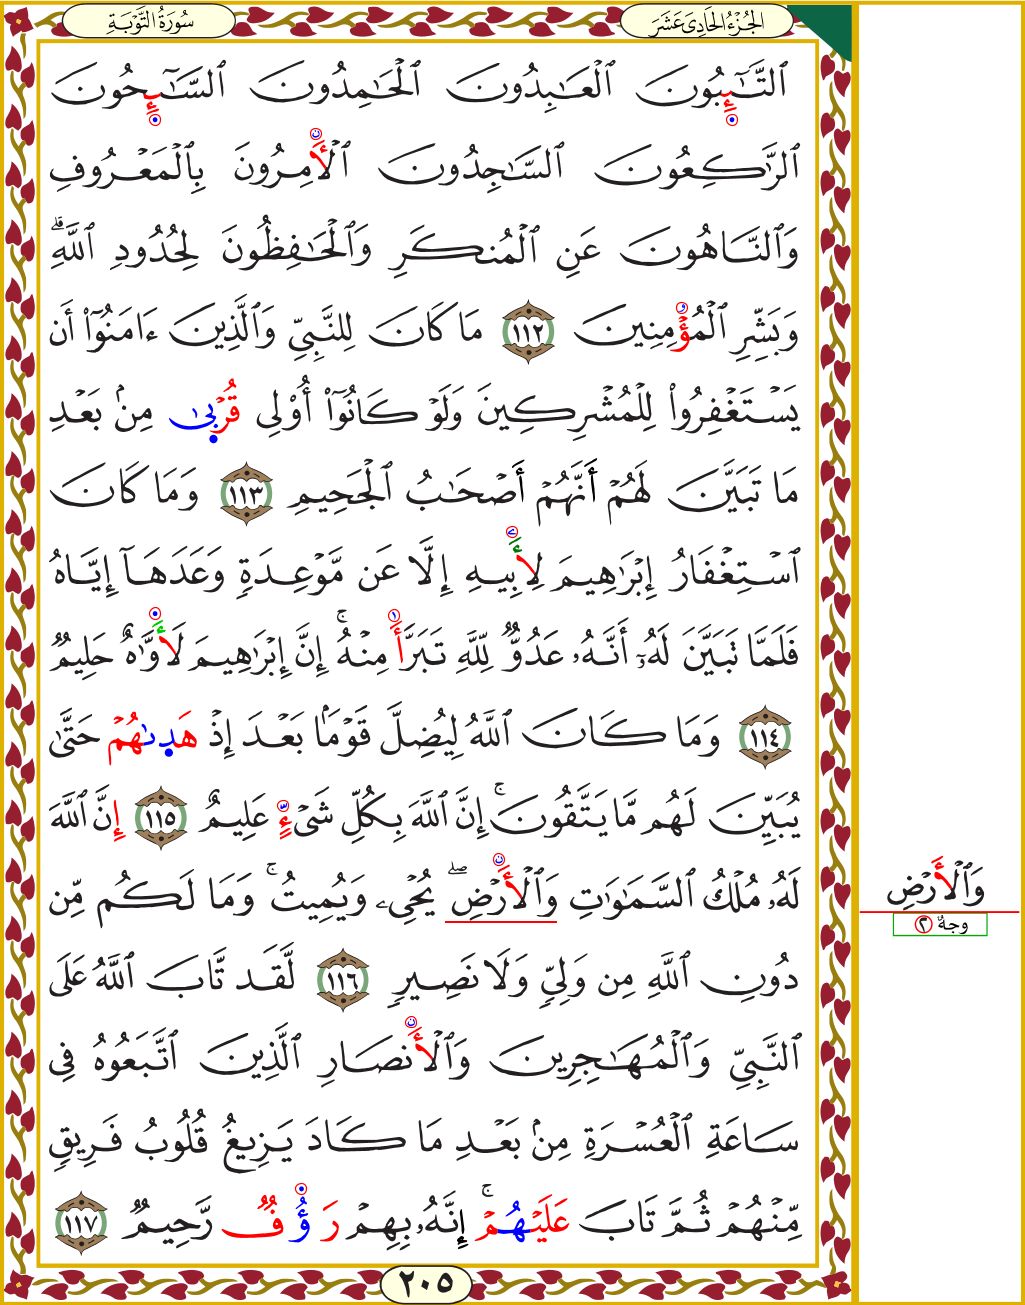 الجُزْءُ الحَادِىَ عَشَرَ
سُورَةُ التَّوْبَةِ
ٱلتَّٰٓئِبُونَ ٱلْعَٰبِدُونَ ٱلْحَٰمِدُونَ ٱلسَّٰٓئِحُونَ
ٱلرَّٰكِعُونَ ٱلسَّٰجِدُونَ ٱلْأَمِرُونَ بِٱلْمَعْرُوفِ
وَٱلنَّاهُونَ عَنِ ٱلْمُنكَرِ وَٱلْحَٰفِظُونَ لِحُدُودِ ٱللَّهِۗ
وَبَشِّرِ ٱلْمُؤْمِنِينَ ١١٢ مَا كَانَ لِلنَّبِىِّ وَٱلَّذِينَ ءَامَنُوٓا۟ أَن
يَسْتَغْفِرُوا۟ لِلْمُشْرِكِينَ وَلَوْ كَانُوٓا۟ أُو۟لِى قُرْبٜىٰ مِنۢ بَعْدِ
مَا تَبَيَّنَ لَهُمْ أَنَّهُمْ أَصْحَٰبُ ٱلْجَحِيمِ ١١٣ وَمَا كَانَ
ٱسْتِغْفَارُ إِبْرَٰهِيمَ لِأَبِيهِ إِلَّا عَن مَّوْعِدَةٍ وَعَدَهَآ إِيَّاهُ
فَلَمَّا تَبَيَّنَ لَهُۥٓ أَنَّهُۥ عَدُوٌّ لِّلَّهِ تَبَرَّأَ مِنْهُۚ إِنَّ إِبْرَٰهِيمَ لَأَوَّٰهٌ حَلِيمٌ
١١٤ وَمَا كَانَ ٱللَّهُ لِيُضِلَّ قَوْمًۢا بَعْدَ إِذْ هَدٜىٰهُمْ حَتَّىٰ
يُبَيِّنَ لَهُم مَّا يَتَّقُونَۚ إِنَّ ٱللَّهَ بِكُلِّ شَىْءٍ عَلِيمٌ ١١٥ إِنَّ ٱللَّهَ
لَهُۥ مُلْكُ ٱلسَّمَٰوَٰتِ وَٱلْأَرْضِۖ يُحْىِۦ وَيُمِيتُۚ وَمَا لَكُم مِّن
وَٱلْأَرْضِ
وجهٌ ٢
دُونِ ٱللَّهِ مِن وَلِىٍّ وَلَا نَصِيرٍ ١١٦ لَّقَد تَّابَ ٱللَّهُ عَلَى
ٱلنَّبِىِّ وَٱلْمُهَٰجِرِينَ وَٱلْأَنصَارِ ٱلَّذِينَ ٱتَّبَعُوهُ فِى
سَاعَةِ ٱلْعُسْرَةِ مِنۢ بَعْدِ مَا كَادَ يَزِيغُ قُلُوبُ فَرِيقٍ
مِّنْهُمْ ثُمَّ تَابَ عَلَيْهُمْۚ إِنَّهُۥ بِهِمْ رَؤُفٌ رَّحِيمٌ ١١٧
٢٠٥